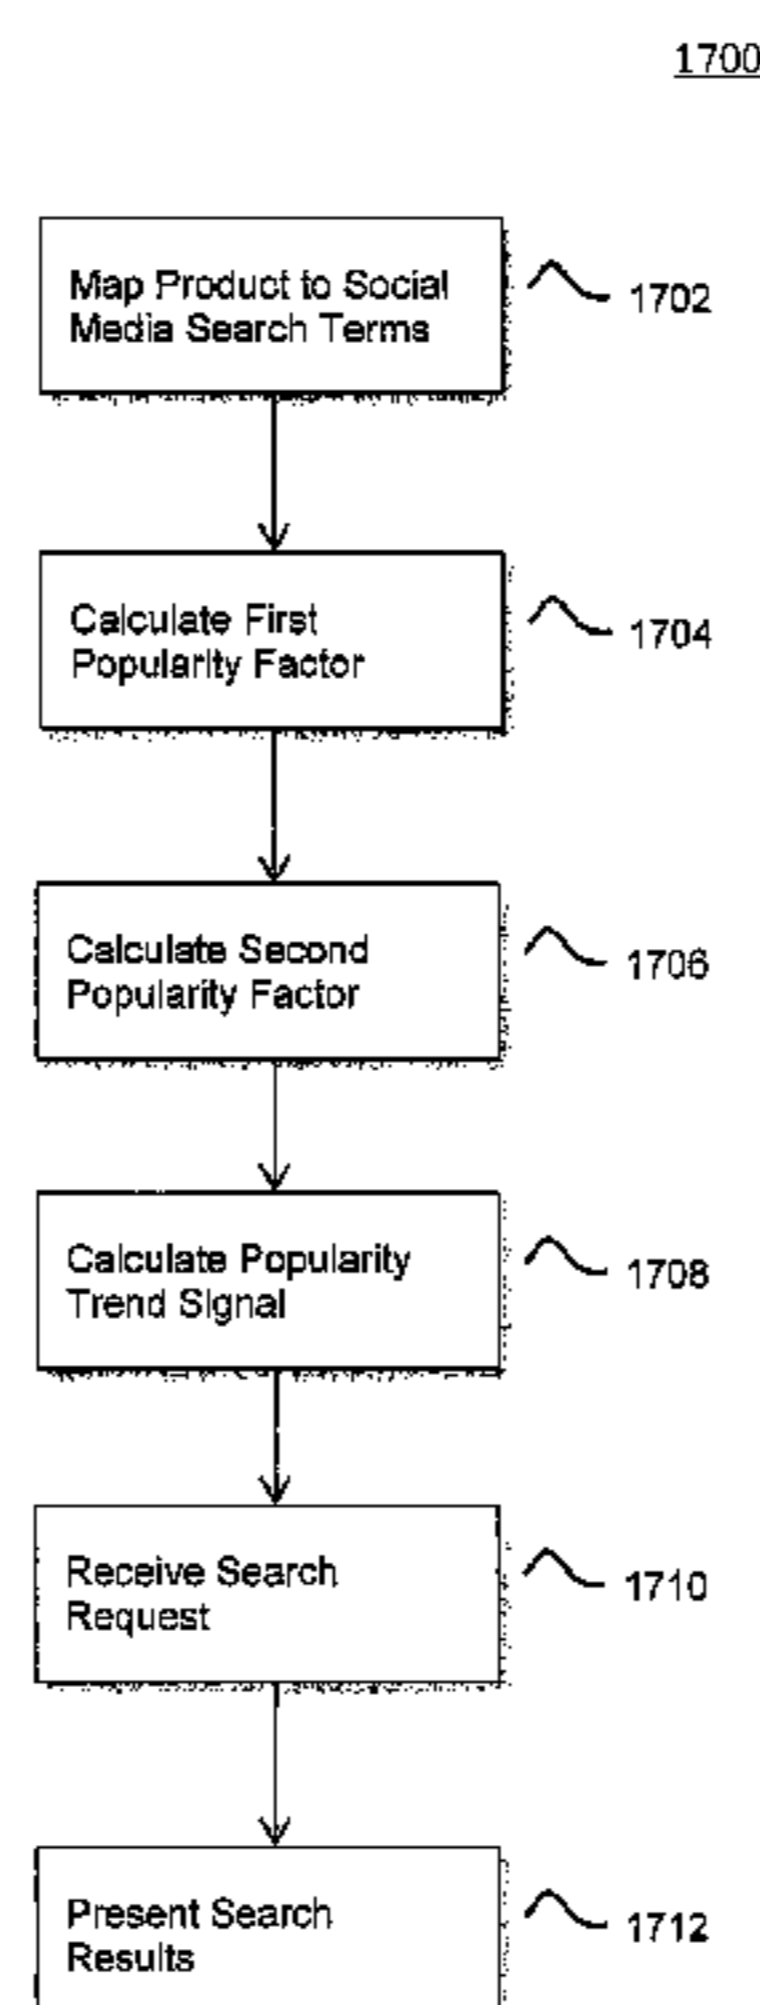 1700
Map Product to Social
Media Search Terms
1702
Calculate First
Popularity Factor
1704
Calculate Second
Popularity Factor
1706
Calculate Popularity
Trend Signal
1708
Receive Search
Request
1710
Present Search
Results
1712